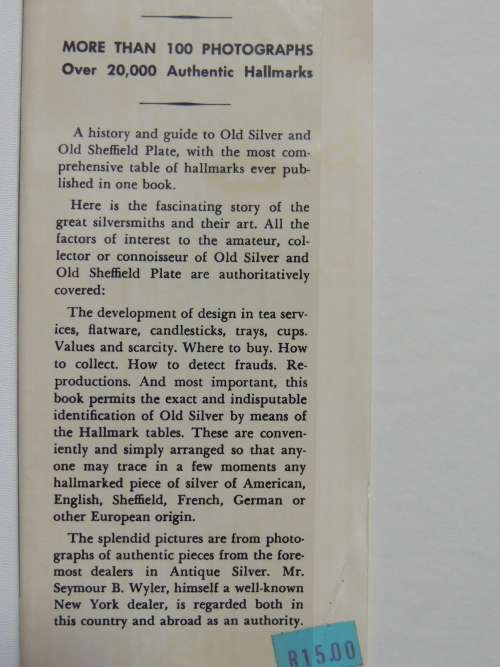 MORE THAN 100 PHOTOGRAPHS
Over 20,000 Authentic Hallmarks
A history and guide to Old Silver and
Old Sheffield Plate, with the most com-
prehensive table of hallmarks ever pub-
lished in one book.
Here is the fascinating story of the
great silversmiths and their art. All the
factors of interest to the amateur, col-
lector or connoisseur of Old Silver and
Old Sheffield Plate are authoritatively
covered:
The development of design in tea serv-
ices, flatware, candlesticks, trays, cups.
Values and scarcity. Where to buy. How
to collect. How to detect frauds. Re-
productions. And most important, this
book permits the exact and indisputable
identification of Old Silver by means of
the Hallmark tables. These are conven-
iently and simply arranged so that any-
one may trace in a few moments any
hallmarked piece of silver of American,
English, Sheffield, French, German or
other European origin.
The splendid pictures are from photo-
graphs of authentic pieces from the fore-
most dealers in Antique Silver. Mr.
Seymour B. Wyler, himself a well-known
New York dealer, is regarded both in
this country and abroad as an authority.
R15.00